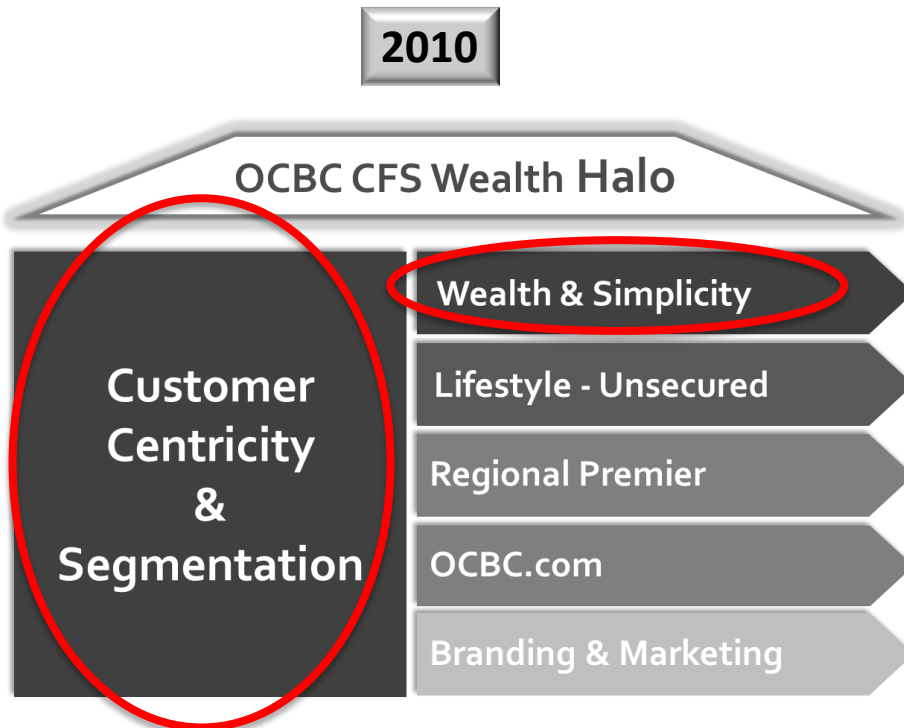 2010
OCBC CFS Wealth Halo
Customer
Centricity
&
Segmentation
Wealth & Simplicity
Lifestyle - Unsecured
Regional Premier
OCBC.com
Branding & Marketing